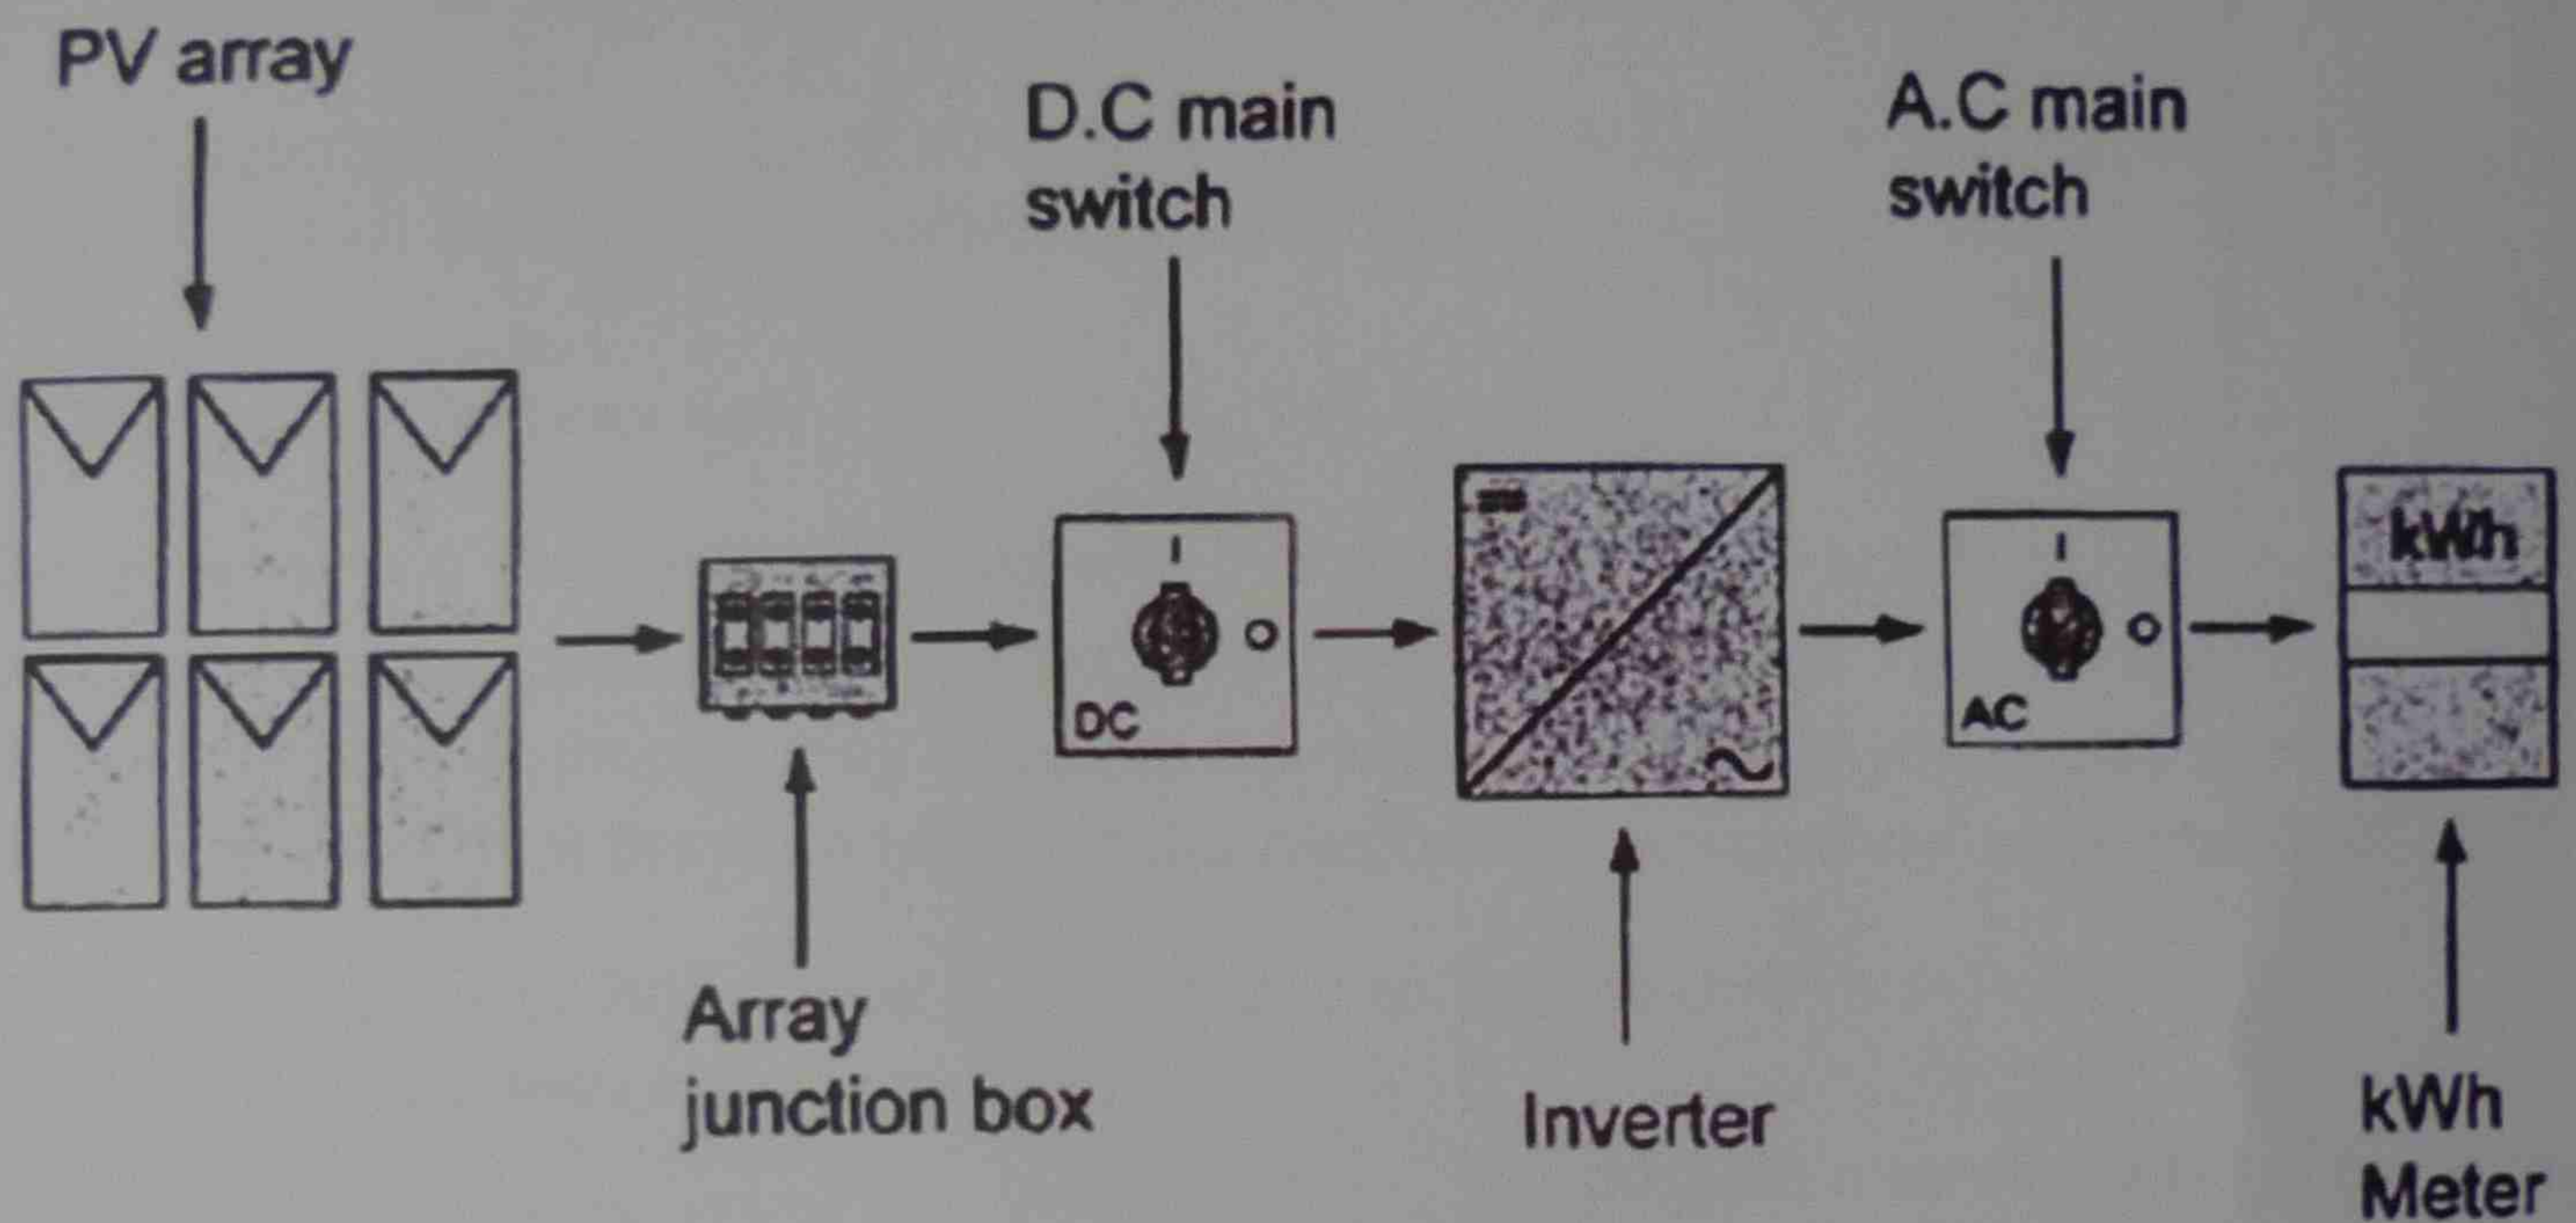 PV array
D.C main
switch
A.C main
switch
kWh
DC
AC
Array
junction box
Inverter
kWh
Meter